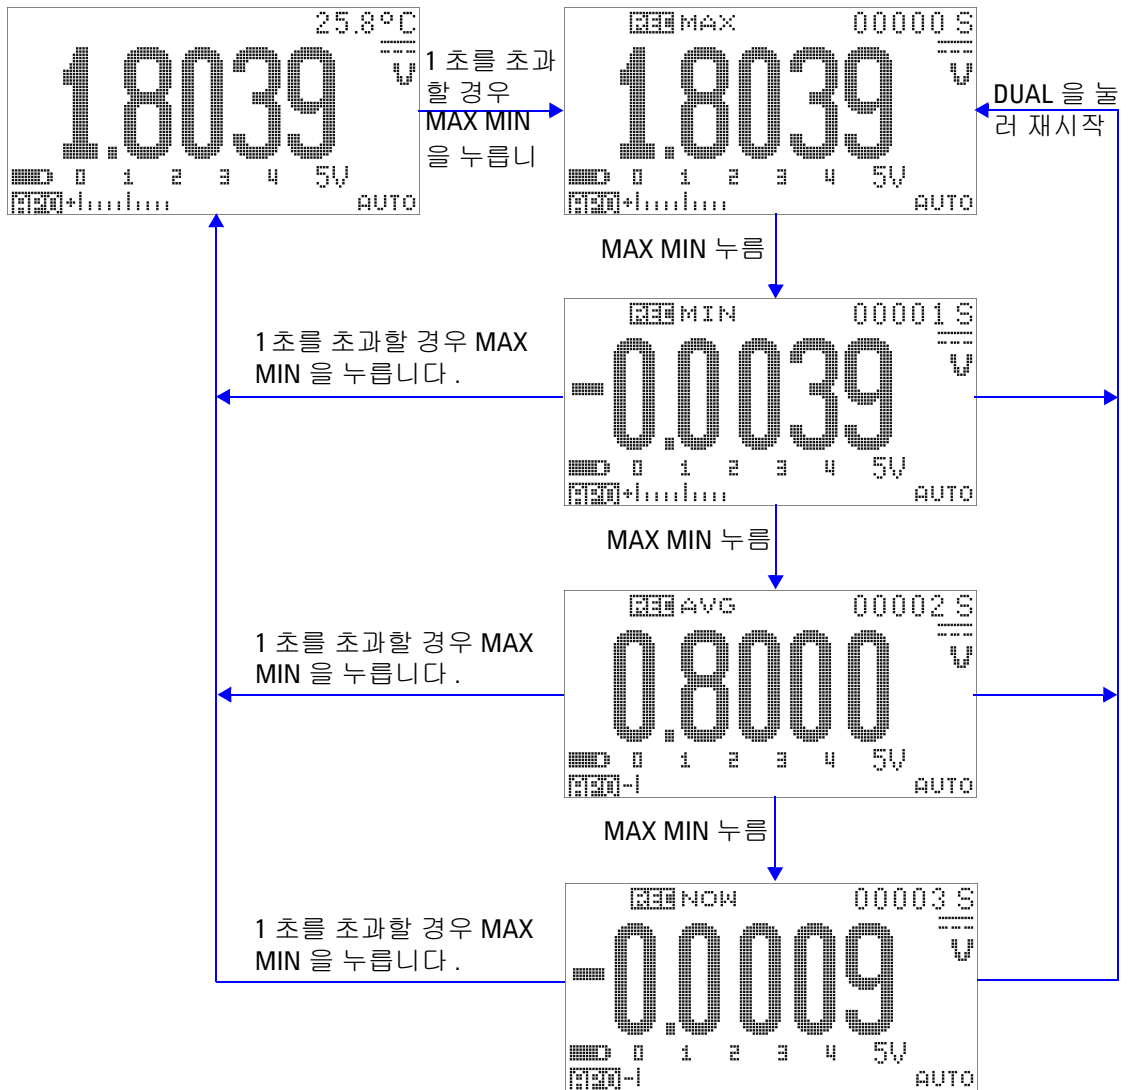 25.8°C
1.8039
V
0 1 2 3 4 5V
APO
AUTO
1 초를 초과
할 경우
MAX MIN
을 누릅니
REC MAX 00000 S
1.8039
V
0 1 2 3 4 5V
APO
AUTO
DUAL 을 눌
러 재시작
MAX MIN 누름
REC MIN 00001 S
-0.0039
V
0 1 2 3 4 5V
APO
AUTO
1초를 초과할 경우 MAX
MIN 을 누릅니다 .
MAX MIN 누름
REC AVG 00002 S
0.8000
V
0 1 2 3 4 5V
APO
AUTO
1 초를 초과할 경우 MAX
MIN 을 누릅니다 .
MAX MIN 누름
REC NOW 00003 S
-0.0009
V
0 1 2 3 4 5V
APO
AUTO
1 초를 초과할 경우 MAX
MIN 을 누릅니다 .